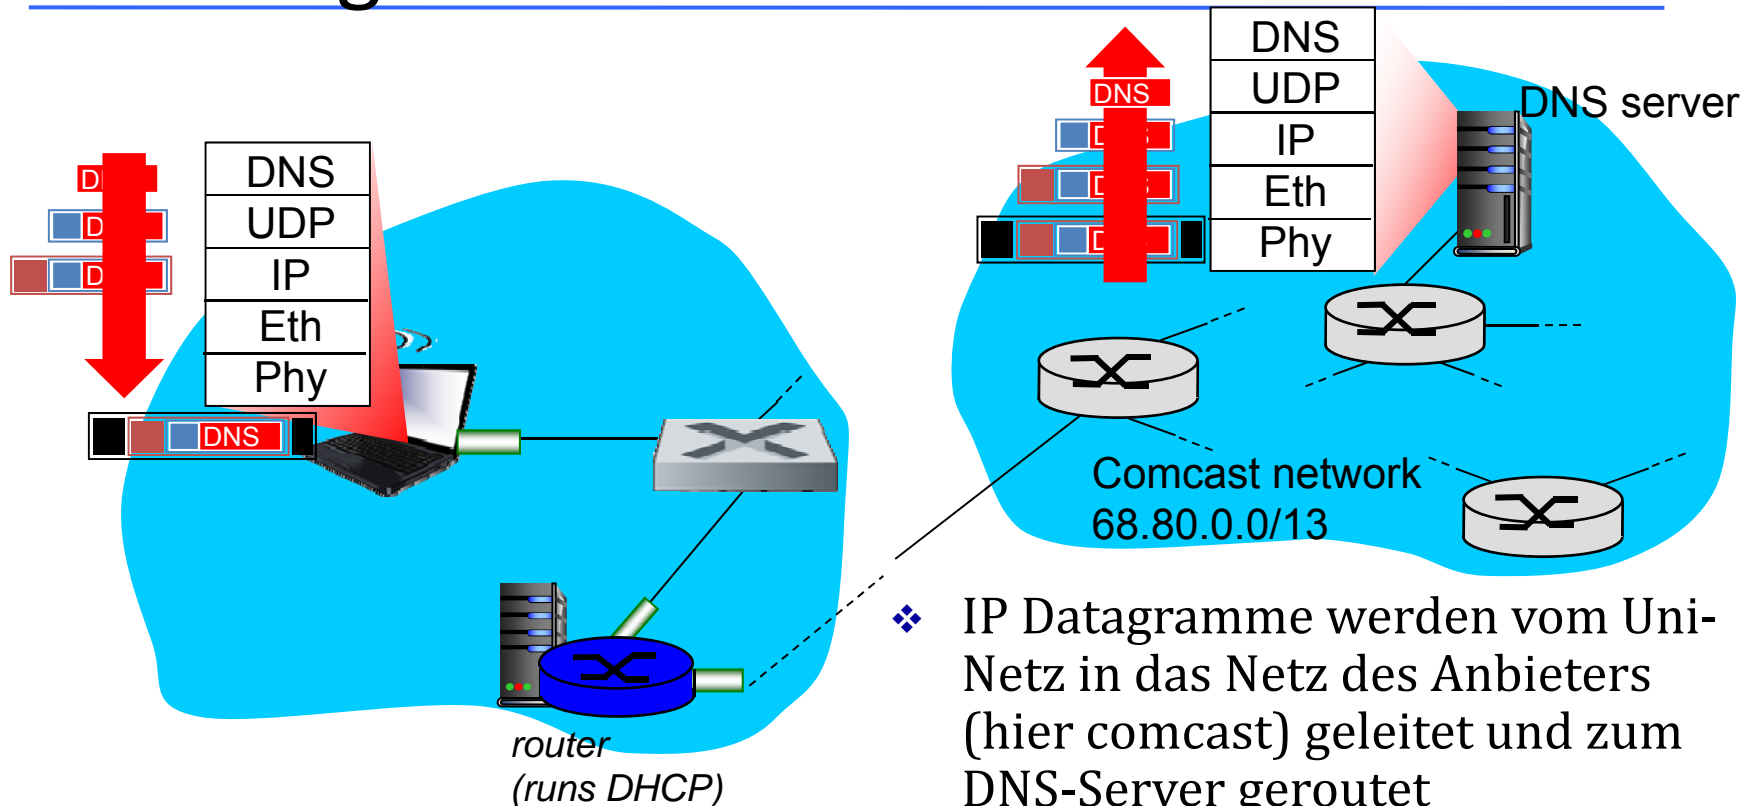 DNS
UDP
IP
Eth
Phy
DNS
DNS
DNS
UDP
IP
Eth
Phy
DNS server
Comcast network
68.80.0.0/13
router
(runs DHCP)
❖ IP Datagramme werden vom Uni-
Netz in das Netz des Anbieters
(hier comcast) geleitet und zum
DNS-Server geroutet